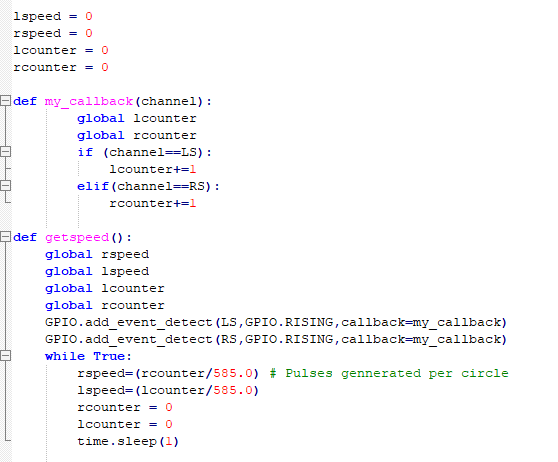 lspeed = 0
rspeed = 0
lcounter = 0
rcounter = 0
def my_callback(channel):
global lcounter
global rcounter
if (channel==LS):
lcounter+=1
elif(channel==RS):
rcounter+=1
def getspeed():
global rspeed
global lspeed
global lcounter
global rcounter
GPIO.add_event_detect(LS,GPIO.RISING,callback=my_callback)
GPIO.add_event_detect(RS,GPIO.RISING,callback=my_callback)
while True:
rspeed=(rcounter/585.0) # Pulses gennerated per circle
lspeed=(lcounter/585.0)
rcounter = 0
lcounter = 0
time.sleep(1)